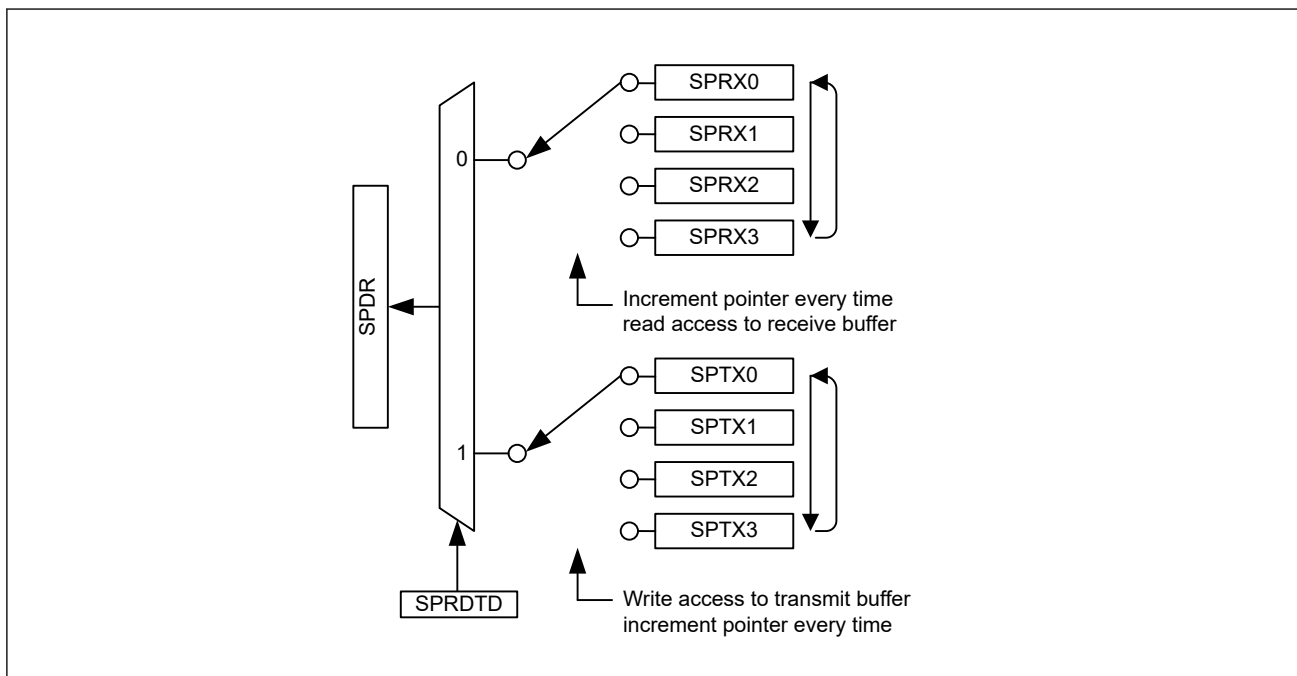 SPRX0
SPRX1
0
SPRX2
SPRX3
SPDR
Increment pointer every time
read access to receive buffer
SPTX0
SPTX1
1
SPTX2
SPTX3
SPRDTD
Write access to transmit buffer
increment pointer every time